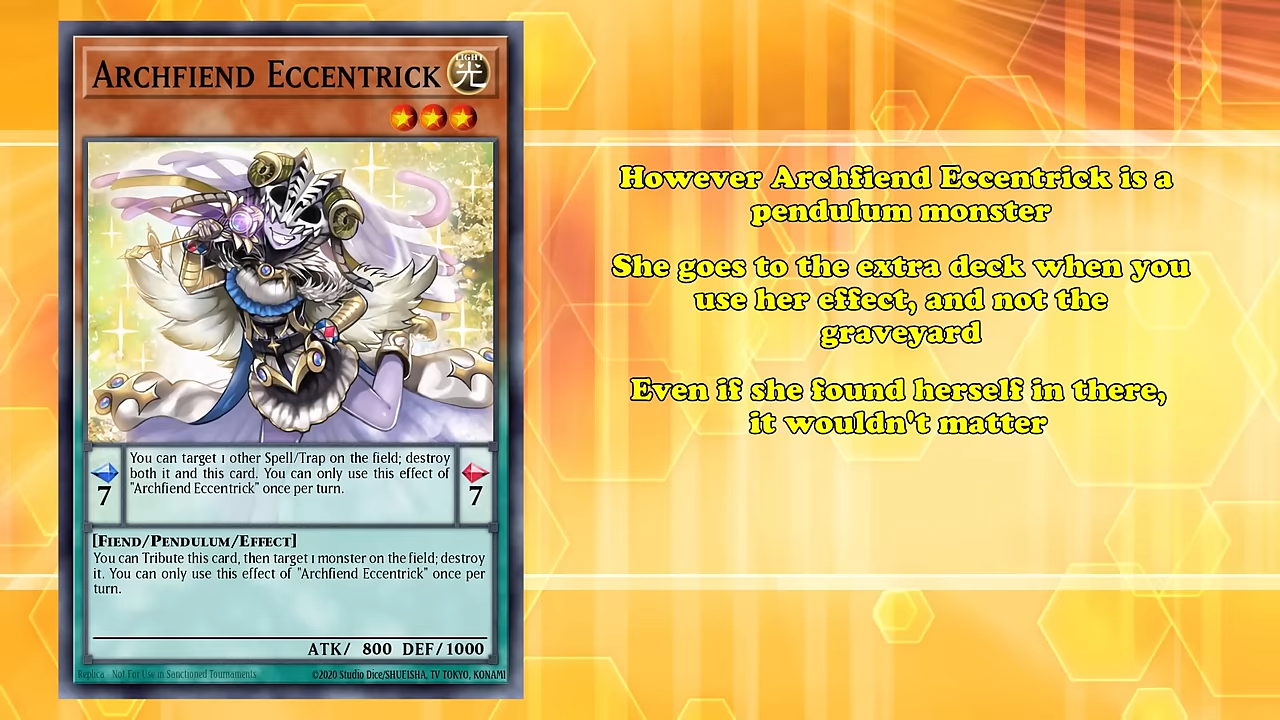 ARCHFIEND ECCENTRICK
LIGHT
光
However Archfiend Eccentrick is a
pendulum monster
She goes to the extra deck when you
use her effect, and not the
graveyard
Even if she found herself in there,
it wouldn't matter
You can target 1 other Spell/Trap on the field; destroy
both it and this card. You can only use this effect of
"Archfiend Eccentrick" once per turn.
7
7
[FIEND/PENDULUM/EFFECT]
You can Tribute this card, then target 1 monster on the field; destroy
it. You can only use this effect of "Archfiend Eccentrick" once per
turn.
ATK/ 800 DEF/1000
Replica Not For Use in Sanctioned Tournaments
©2020 Studio Dice/SHUEISHA, TV TOKYO, KONAMI